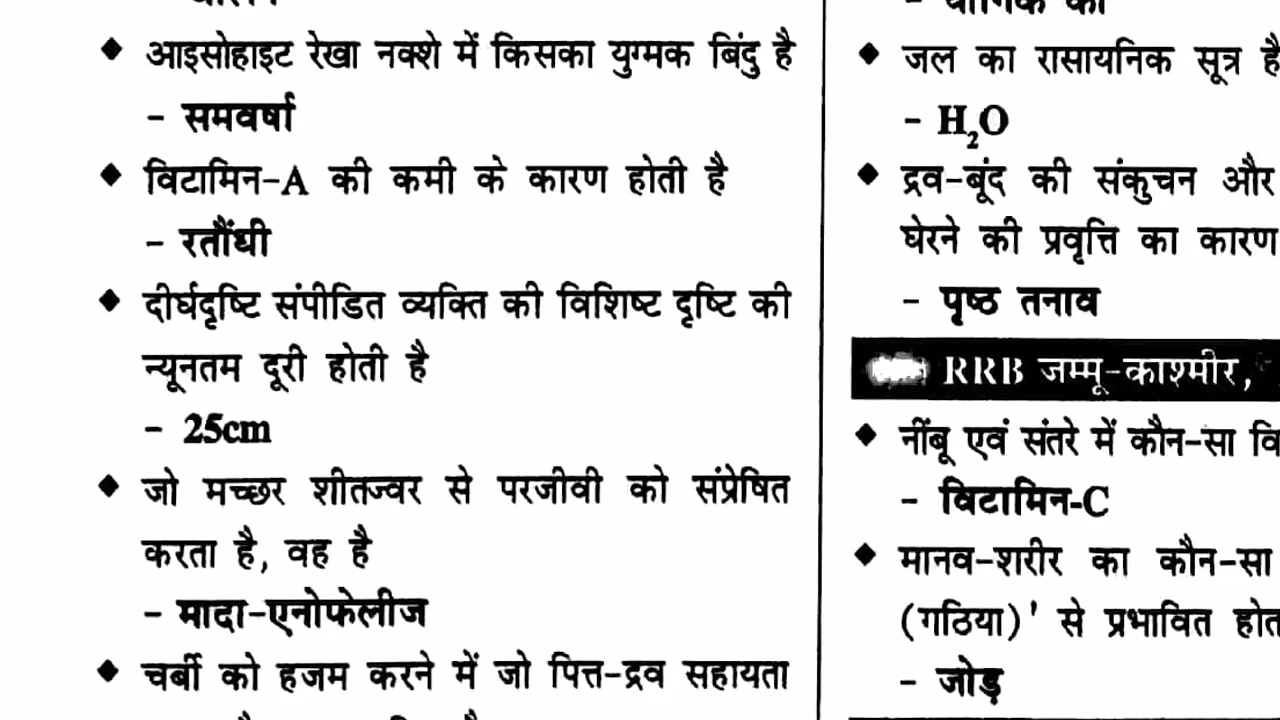 ◆ आइसोहाइट रेखा नक्शे में किसका युग्मक बिंदु है
- समवर्षा
◆ विटामिन-A की कमी के कारण होती है
- रतौंधी
◆ दीर्घदृष्टि संपीडित व्यक्ति की विशिष्ट दृष्टि की
न्यूनतम दूरी होती है
- 25cm
◆ जो मच्छर शीतज्वर से परजीवी को संप्रेषित
करता है, वह है
- मादा-एनोफेलीज
◆ चर्बी को हजम करने में जो पित्त-द्रव सहायता
◆ जल का रासायनिक सूत्र है
- H₂O
◆ द्रव-बूंद की संकुचन और
घेरने की प्रवृत्ति का कारण
- पृष्ठ तनाव
RRB जम्मू-काश्मीर,
◆ नींबू एवं संतरे में कौन-सा
- विटामिन-C
◆ मानव-शरीर का कौन-सा
(गठिया)' से प्रभावित
- जोड़